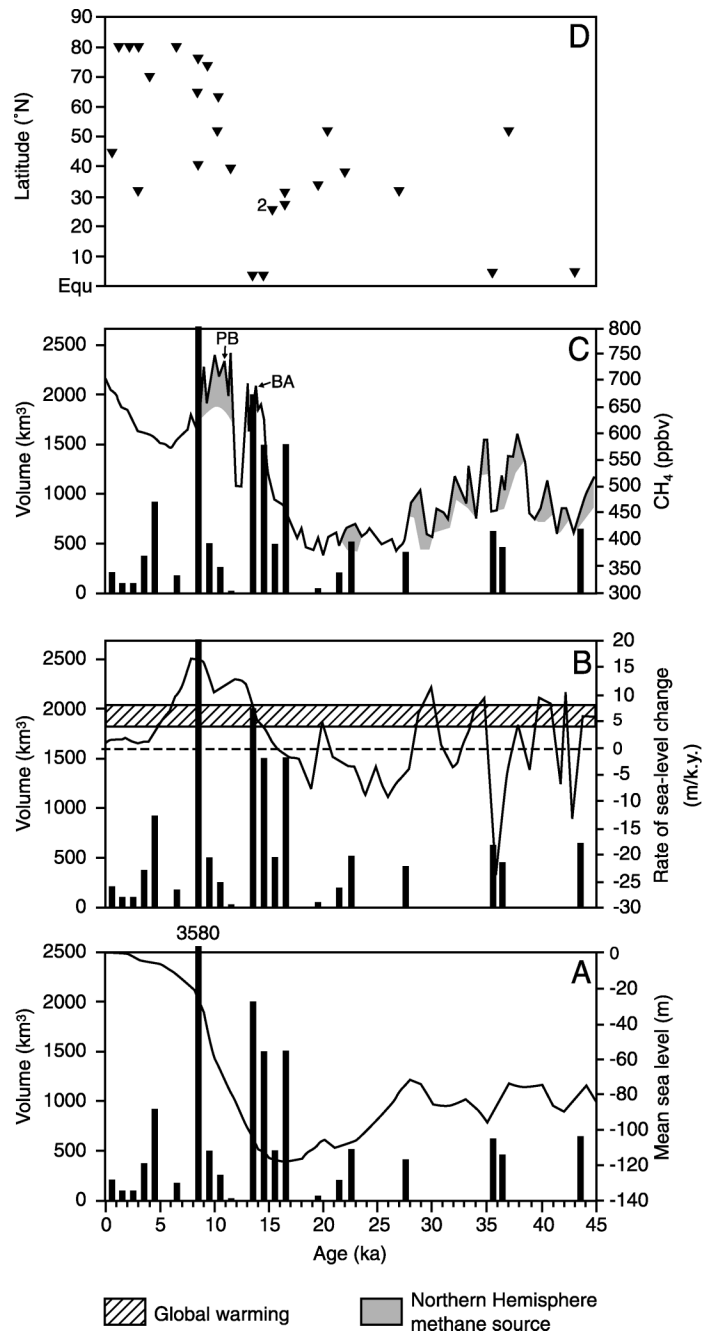 D
90
80
70
60
50
40
30
20
10
Equ
Latitude (°N)
2
C
PB
BA
2500
2000
1500
1000
500
0
Volume (km³)
800
750
700
650
600
550
500
450
400
350
300
CH₄ (ppbv)
B
2500
2000
1500
1000
500
0
Volume (km³)
20
15
10
5
0
-5
-10
-15
-20
-25
-30
Rate of sea-level change
(m/k.y.)
3580
A
2500
2000
1500
1000
500
0
Volume (km³)
0
-20
-40
-60
-80
-100
-120
-140
Mean sea level (m)
0 5 10 15 20 25 30 35 40 45
Age (ka)
Global warming
Northern Hemisphere
methane source